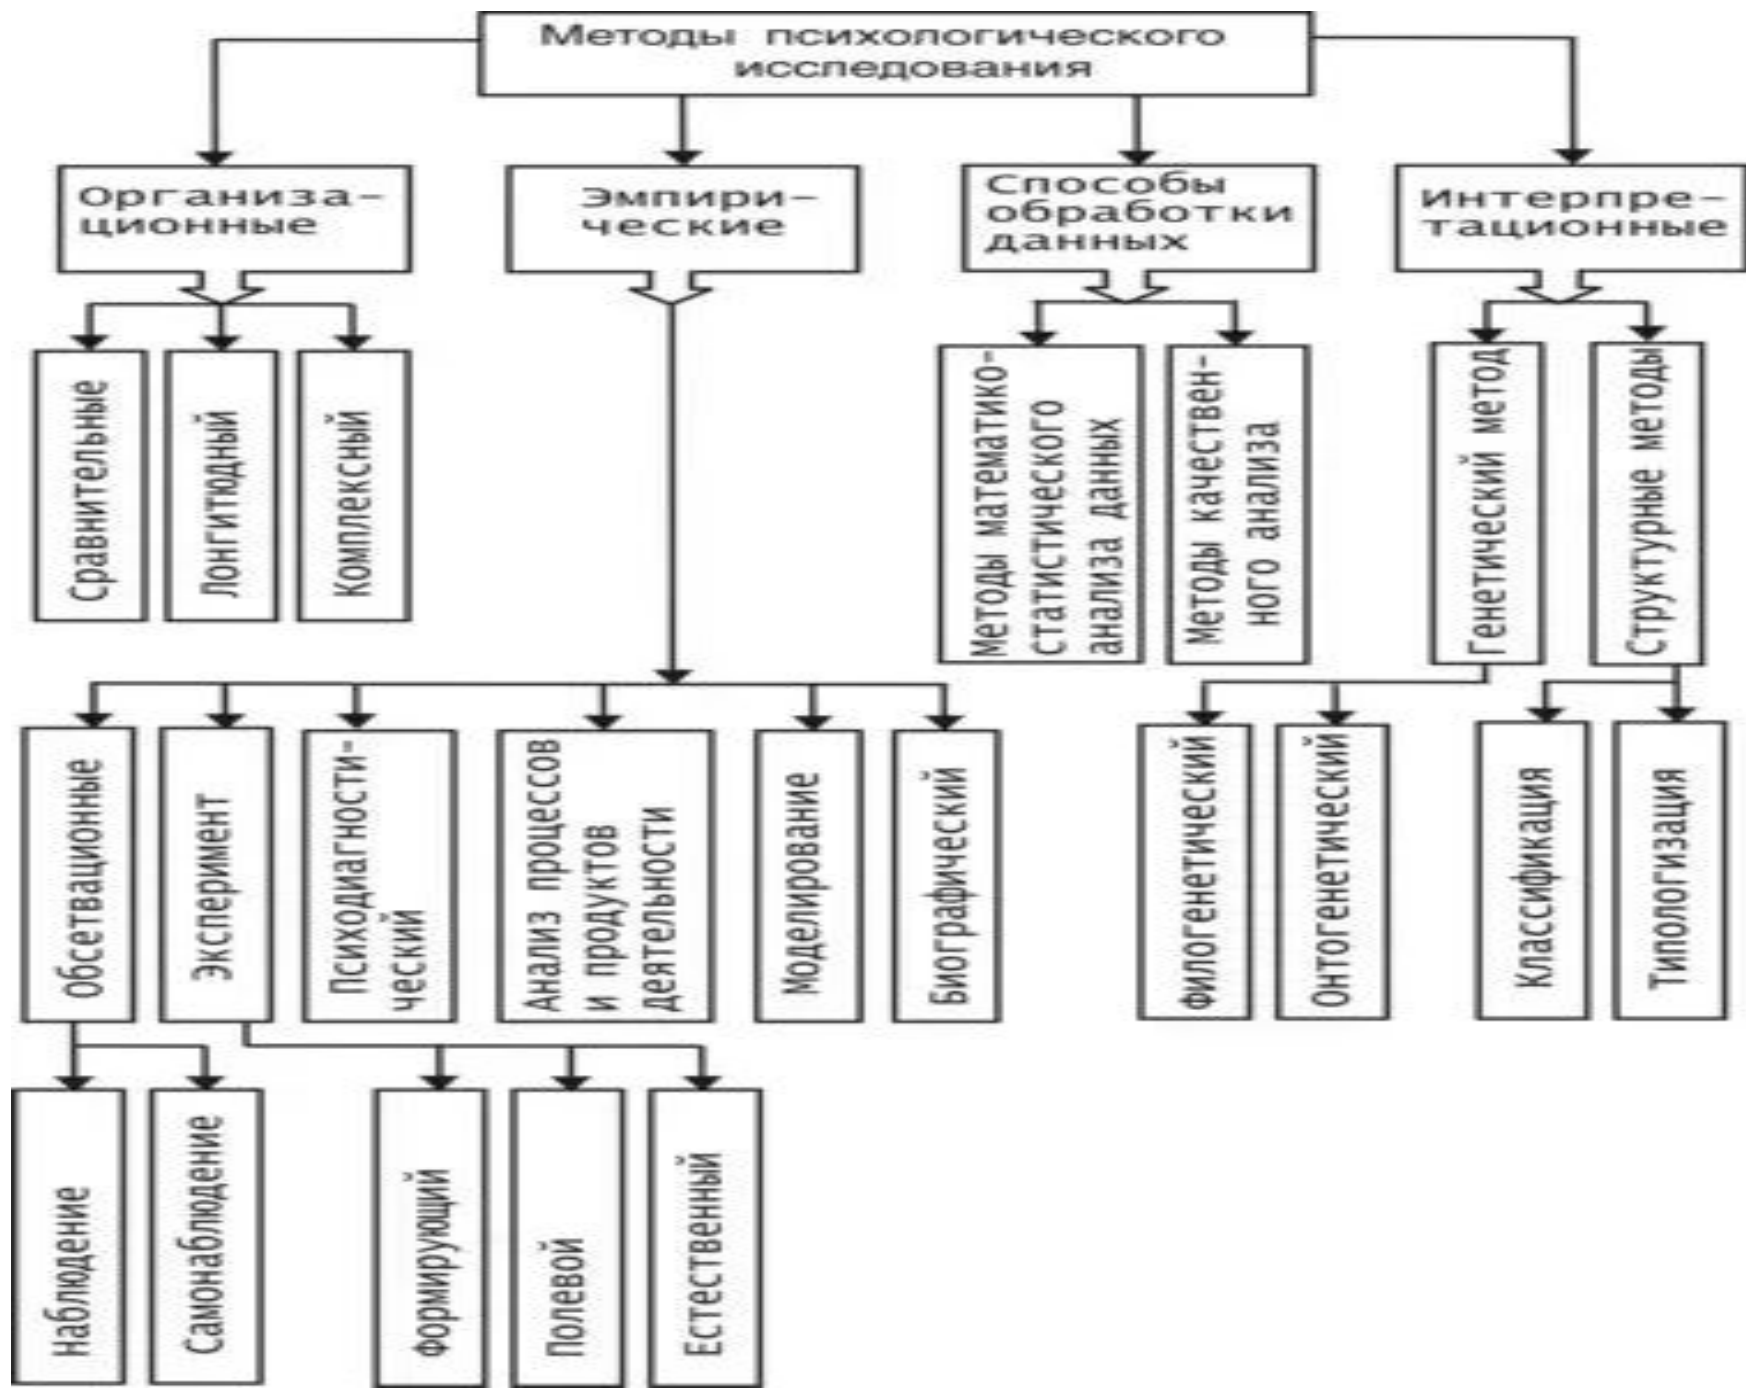 Методы психологического
исследования
Организа-
ционные
Эмпири-
ческие
Способы
обработки
данных
Интерпре-
тационные
Сравнительные
Лонгитюдный
Комплексный
Методы математико-
статистического
анализа данных
Методы качествен-
ного анализа
Генетический метод
Структурные методы
Обсетвационные
Эксперимент
Психодиагности-
ческий
Анализ процессов
и продуктов
деятельности
Моделирование
Биографический
Филогенетический
Онтогенетический
Классификация
Типологизация
Наблюдение
Самонаблюдение
Формирующий
Полевой
Естественный